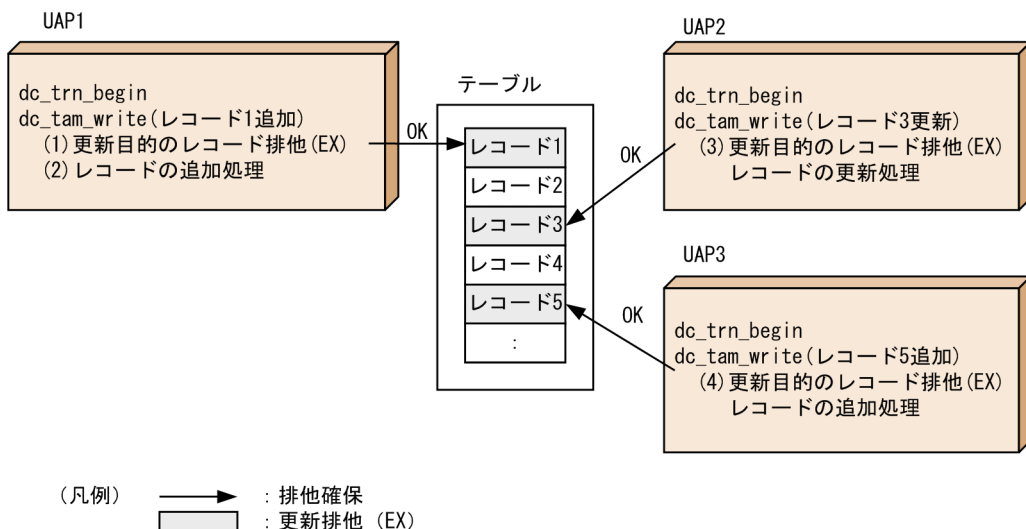 UAP1
dc_trn_begin
dc_tam_write(レコード1追加)
(1)更新目的のレコード排他(EX)
(2)レコードの追加処理
OK
テーブル
レコード1
レコード2
レコード3
レコード4
レコード5
:
UAP2
dc_trn_begin
dc_tam_write(レコード3更新)
(3)更新目的のレコード排他(EX)
レコードの更新処理
OK
UAP3
dc_trn_begin
dc_tam_write(レコード5追加)
(4)更新目的のレコード排他(EX)
レコードの追加処理
OK
(凡例)
:排他確保
:更新排他(EX)